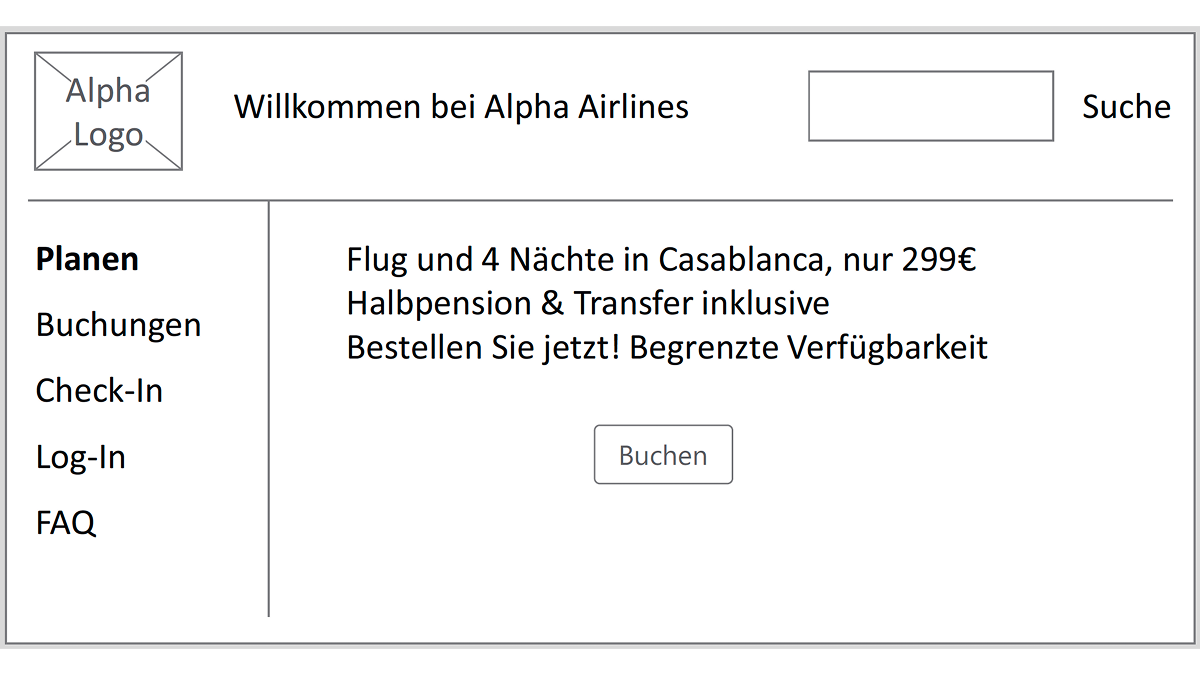 Alpha
Logo
Willkommen bei Alpha Airlines
Suche
Planen
Buchungen
Check-In
Log-In
FAQ
Flug und 4 Nächte in Casablanca, nur 299€
Halbpension & Transfer inklusive
Bestellen Sie jetzt! Begrenzte Verfügbarkeit
Buchen